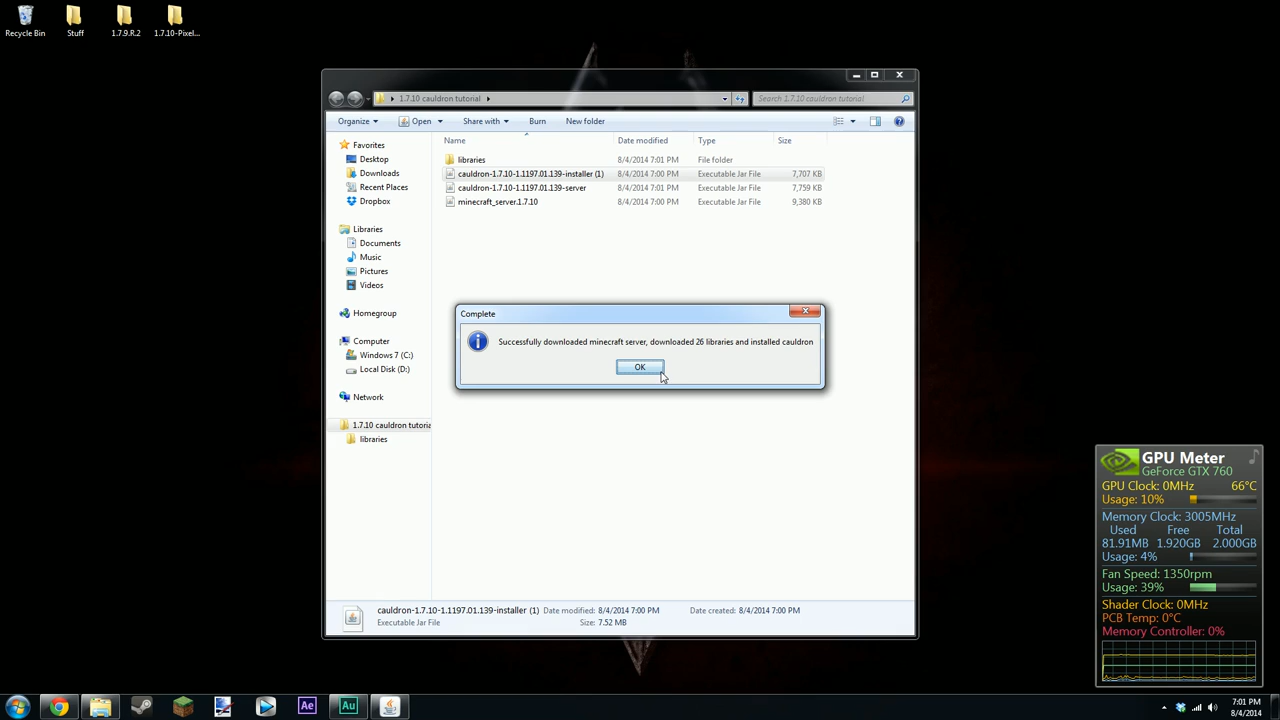 Recycle Bin
Stuff
1.7.9.R.2
1.7.10-Pixel...
1.7.10 cauldron tutorial
Search 1.7.10 cauldron tutorial
Organize
Open
Share with
Burn
New folder
Name
Date modified
Type
Size
Favorites
Desktop
Downloads
Recent Places
Dropbox
Libraries
Documents
Music
Pictures
Videos
Homegroup
Computer
Windows 7 (C:)
Local Disk (D:)
Network
1.7.10 cauldron tutoria
libraries
libraries 8/4/2014 7:01 PM File folder
cauldron-1.7.10-1.1197.01.139-installer (1) 8/4/2014 7:00 PM Executable Jar File 7,707 KB
cauldron-1.7.10-1.1197.01.139-server 8/4/2014 7:01 PM Executable Jar File 7,759 KB
minecraft_server.1.7.10 8/4/2014 7:00 PM Executable Jar File 9,380 KB
Complete
Successfully downloaded minecraft server, downloaded 26 libraries and installed cauldron
OK
cauldron-1.7.10-1.1197.01.139-installer (1) Date modified: 8/4/2014 7:00 PM Date created: 8/4/2014 7:00 PM
Executable Jar File Size: 7.52 MB
GPU Meter
GeForce GTX 760
GPU Clock: 0MHz 66°C
Usage: 10%
Memory Clock: 3005MHz
Used Free Total
81.91MB 1.920GB 2.000GB
Usage: 4%
Fan Speed: 1350rpm
Usage: 39%
Shader Clock: 0MHz
PCB Temp: 0°C
Memory Controller: 0%
Ae
Au
7:01 PM
8/4/2014